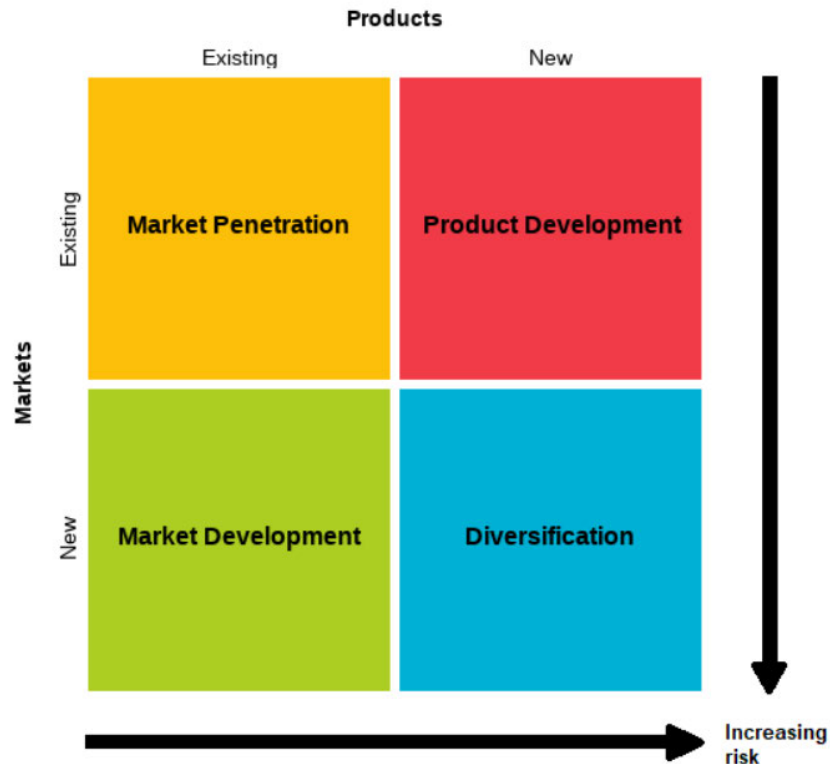 Products
Existing
New
Existing
Market Penetration
Product Development
Markets
New
Market Development
Diversification
Increasing
risk